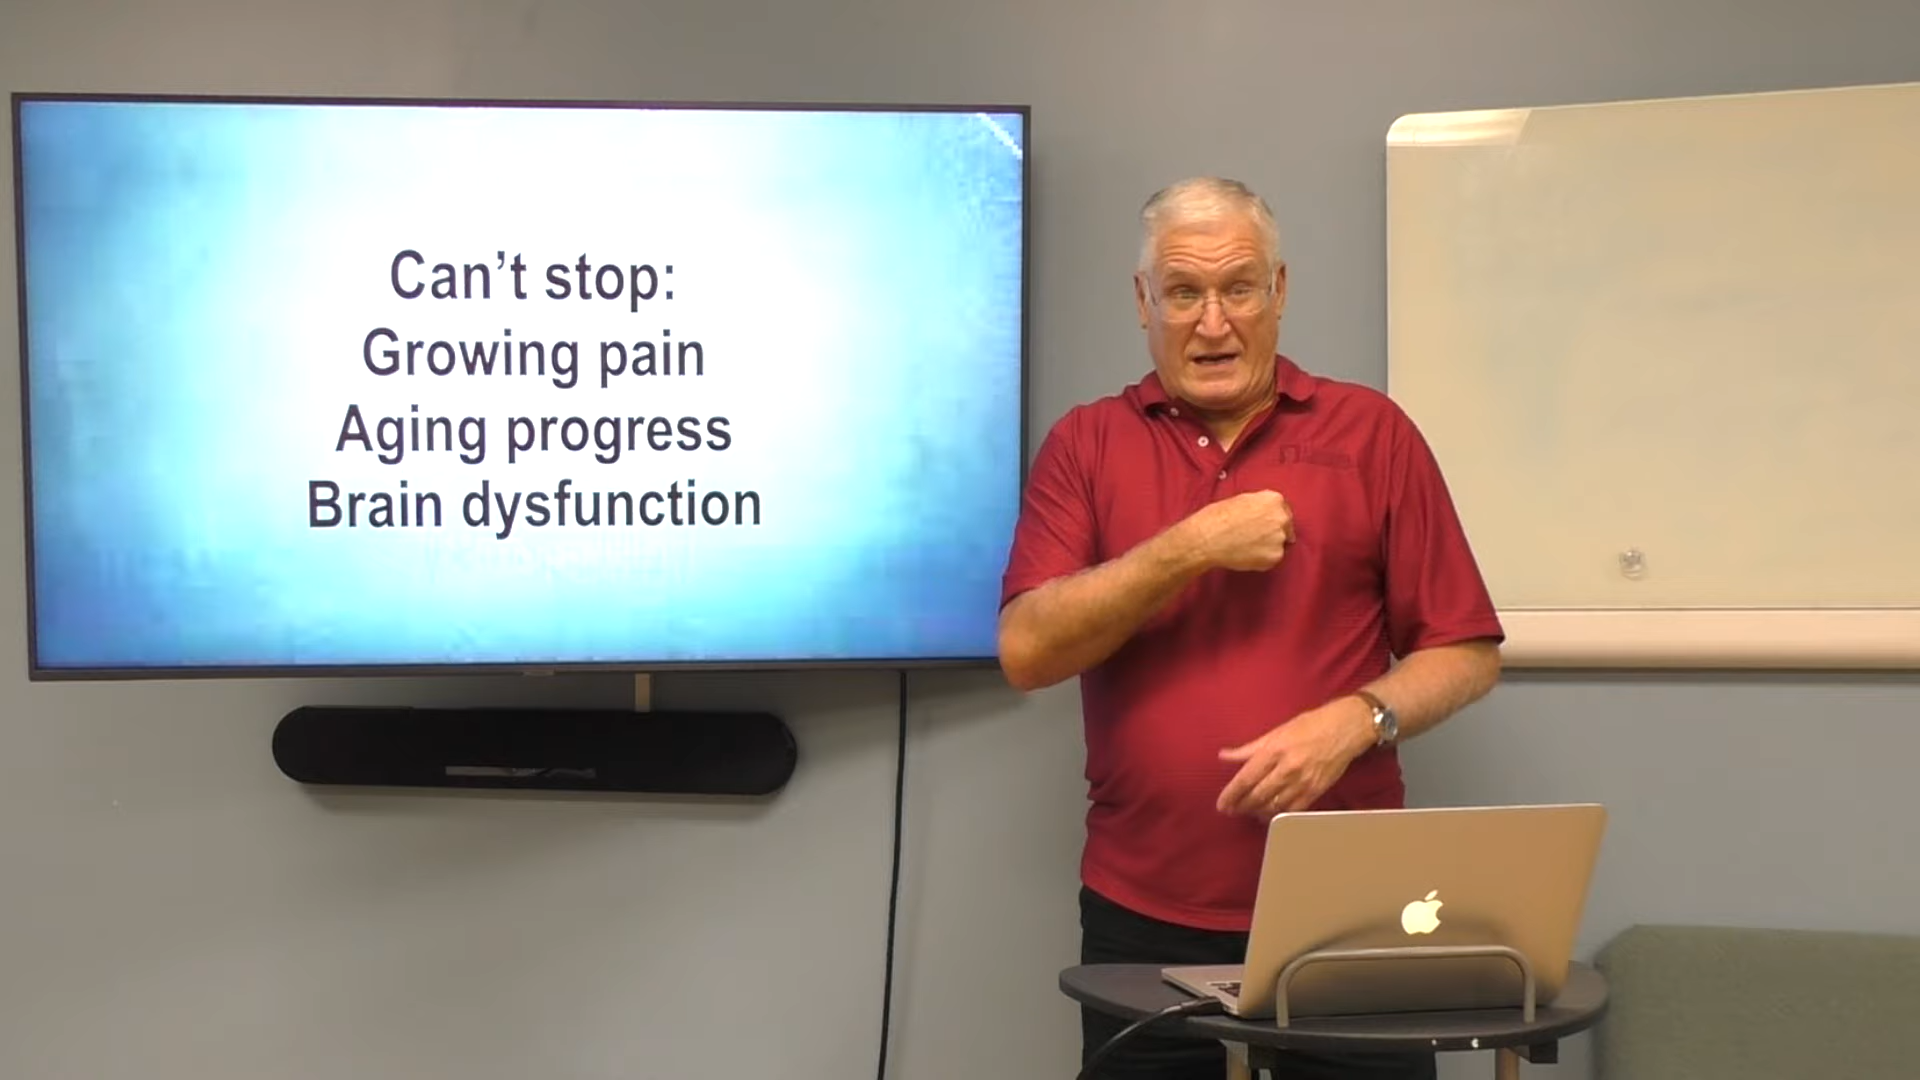 Can’t stop:
Growing pain
Aging progress
Brain dysfunction